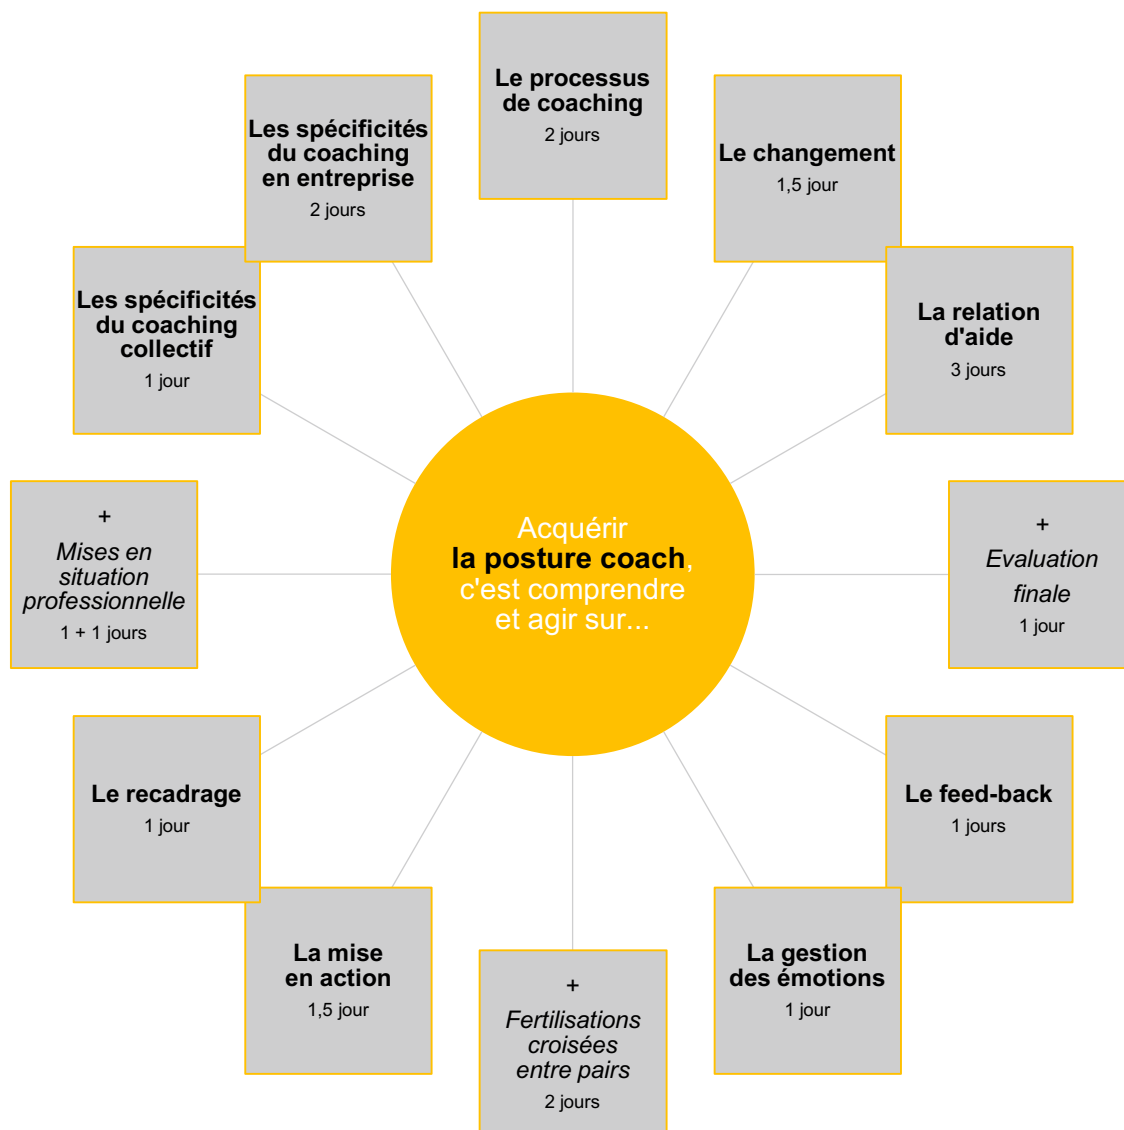 Le processus
de coaching
2 jours
Le changement
1,5 jour
La relation
d'aide
3 jours
+
Evaluation
finale
1 jour
Le feed-back
1 jours
La gestion
des émotions
1 jour
+
Fertilisations
croisées
entre pairs
2 jours
La mise
en action
1,5 jour
Le recadrage
1 jour
+
Mises en
situation
professionnelle
1 + 1 jours
Les spécificités
du coaching
collectif
1 jour
Les spécificités
du coaching
en entreprise
2 jours
Acquérir
la posture coach,
c'est comprendre
et agir sur...